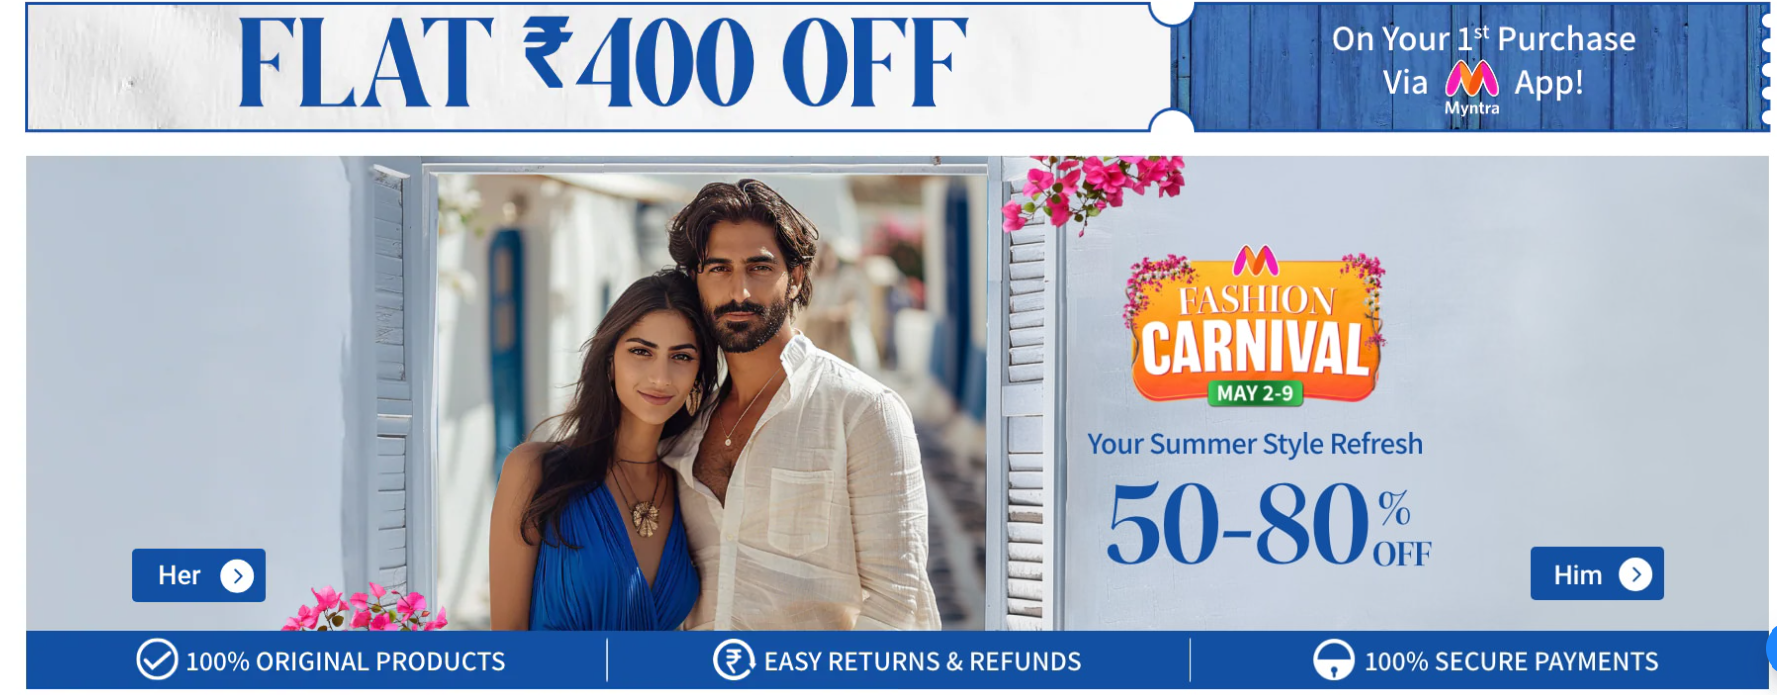 FLAT ₹400 OFF
On Your 1st Purchase
Via Myntra App!
FASHION
CARNIVAL
MAY 2-9
Your Summer Style Refresh
50-80% OFF
Her
Him
100% ORIGINAL PRODUCTS
EASY RETURNS & REFUNDS
100% SECURE PAYMENTS